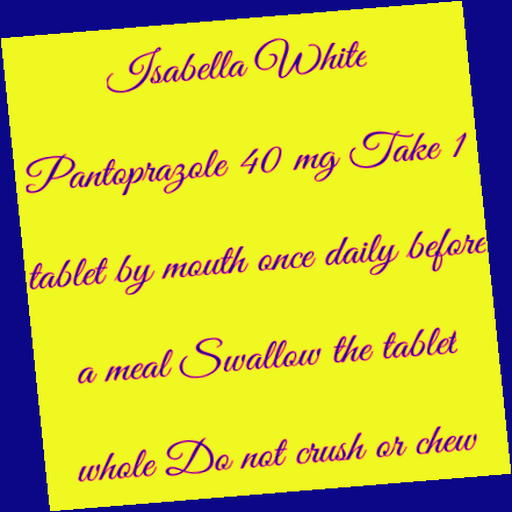 Isabella White
Pantoprazole 40 mg Take 1
tablet by mouth once daily before
a meal Swallow the tablet
whole Do not crush or chew